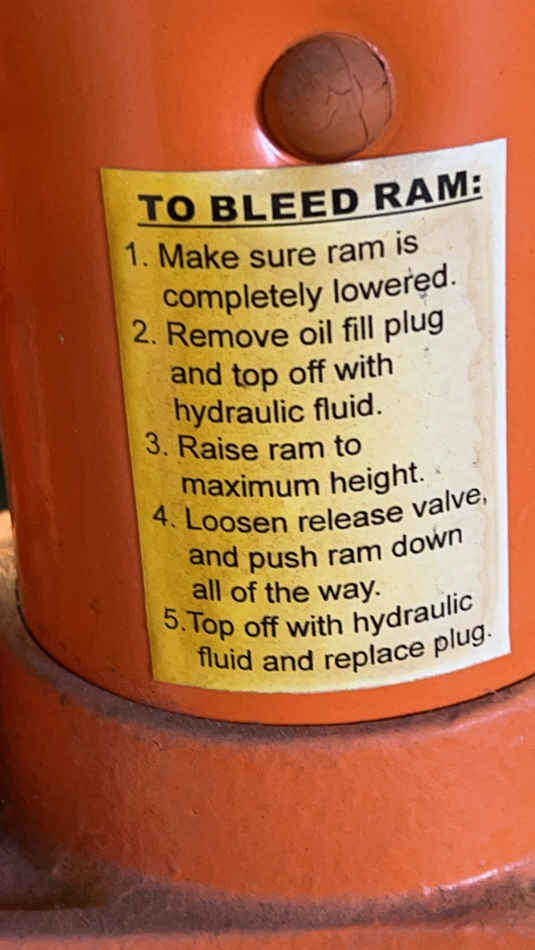 TO BLEED RAM:
1. Make sure ram is
completely lowered.
2. Remove oil fill plug
and top off with
hydraulic fluid.
3. Raise ram to
maximum height.
4. Loosen release valve,
and push ram down
all of the way.
5.Top off with hydraulic
fluid and replace plug.